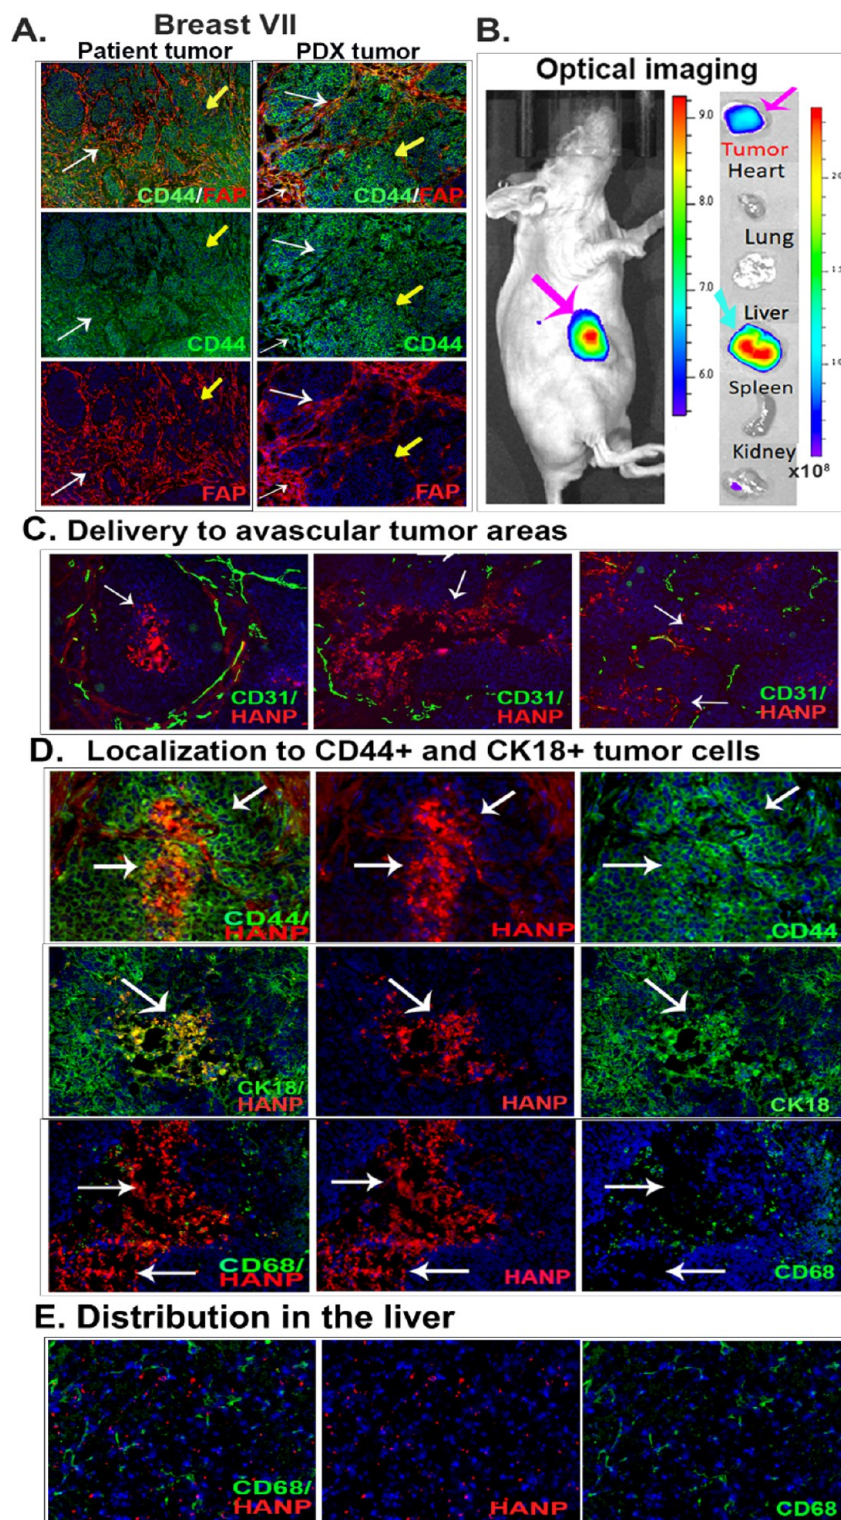 Breast VII
A.
Patient tumor
PDX tumor
CD44/FAP
CD44/FAP
CD44
CD44
FAP
FAP
B.
Optical imaging
9.0
8.0
7.0
6.0
Tumor
Heart
Lung
Liver
Spleen
Kidney
x10⁸
C. Delivery to avascular tumor areas
CD31/
HANP
CD31/
HANP
CD31/
HANP
D. Localization to CD44+ and CK18+ tumor cells
CD44/
HANP
HANP
CD44
CK18/
HANP
HANP
CK18
CD68/
HANP
HANP
CD68
E. Distribution in the liver
CD68/
HANP
HANP
CD68